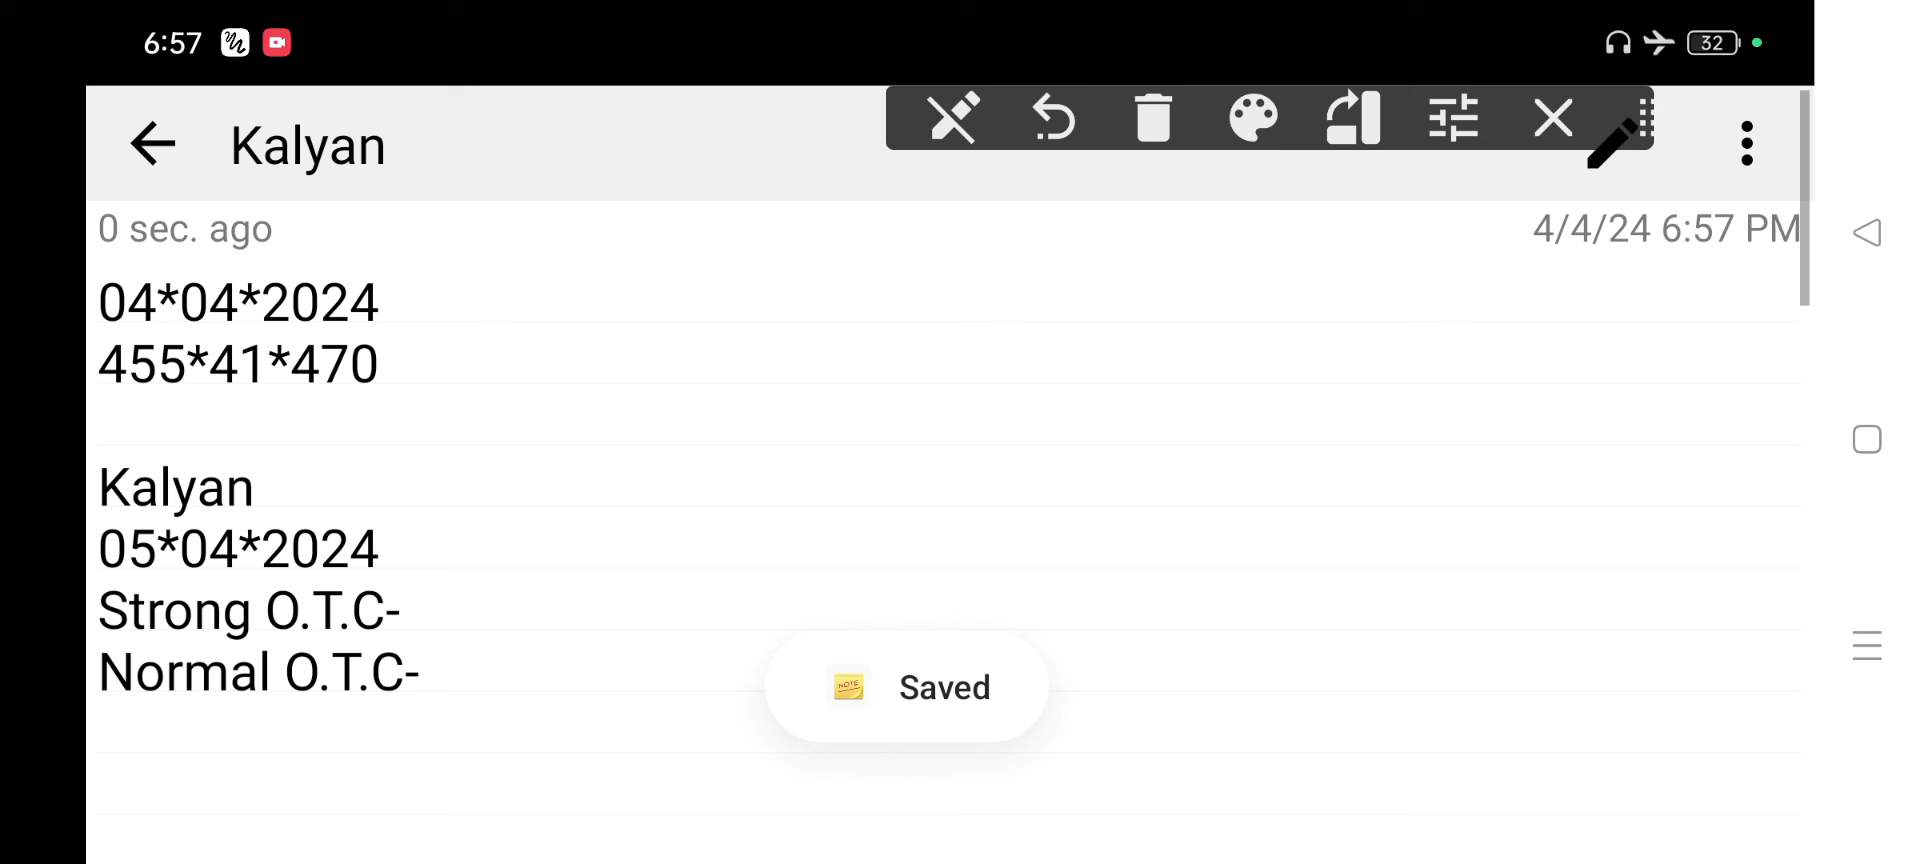 6:57
32
Kalyan
0 sec. ago
4/4/24 6:57 PM
04*04*2024
455*41*470
Kalyan
05*04*2024
Strong O.T.C-
Normal O.T.C-
NOTE
Saved